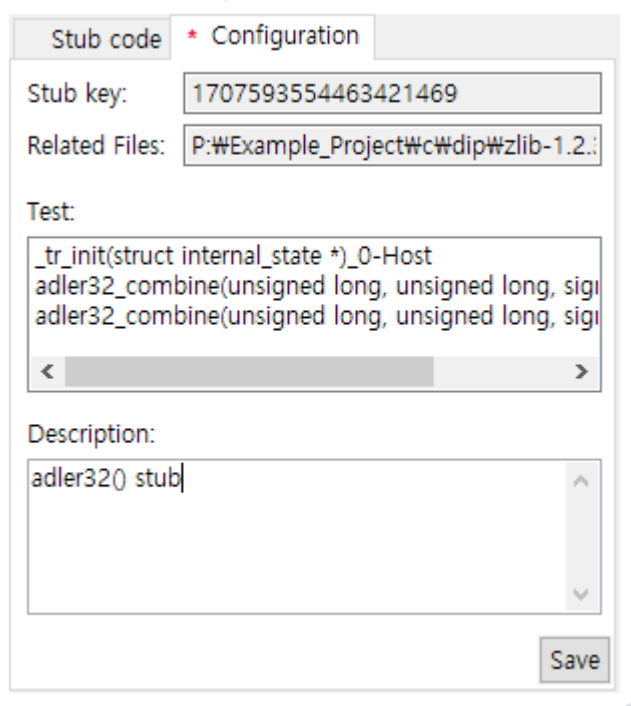 Stub code * Configuration
Stub key: 1707593554463421469
Related Files: P:₩Example_Project₩c₩dip₩zlib-1.2.
Test:
_tr_init(struct internal_state *)_0-Host
adler32_combine(unsigned long, unsigned long, sig
adler32_combine(unsigned long, unsigned long, sig
Description:
adler32() stub
Save